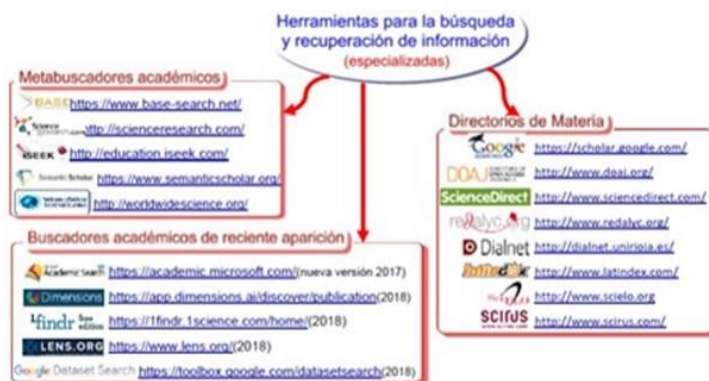 Herramientas para la búsqueda
y recuperación de información
(especializadas)
Metabuscadores académicos
BASE https://www.base-search.net/
Science http://scienceresearch.com/
iSEEK http://education.iseek.com/
Semantic Scholar https://www.semanticscholar.org/
http://worldwidescience.org/
Buscadores académicos de reciente aparición
Academic Search https://academic.microsoft.com/(nueva versión 2017)
Dimensions https://app.dimensions.ai/discover/publication(2018)
1findr free edition https://1findr.1science.com/home/(2018)
LENS.ORG https://www.lens.org/(2018)
Google Dataset Search https://toolbox.google.com/datasetsearch(2018)
Directorios de Materia
Google https://scholar.google.com/
DOAJ http://www.doaj.org/
ScienceDirect http://www.sciencedirect.com/
redalyc.org http://www.redalyc.org/
Dialnet http://dialnet.unirioja.es/
latindex http://www.latindex.com/
http://www.scielo.org
SCIRUS http://www.scirus.com/